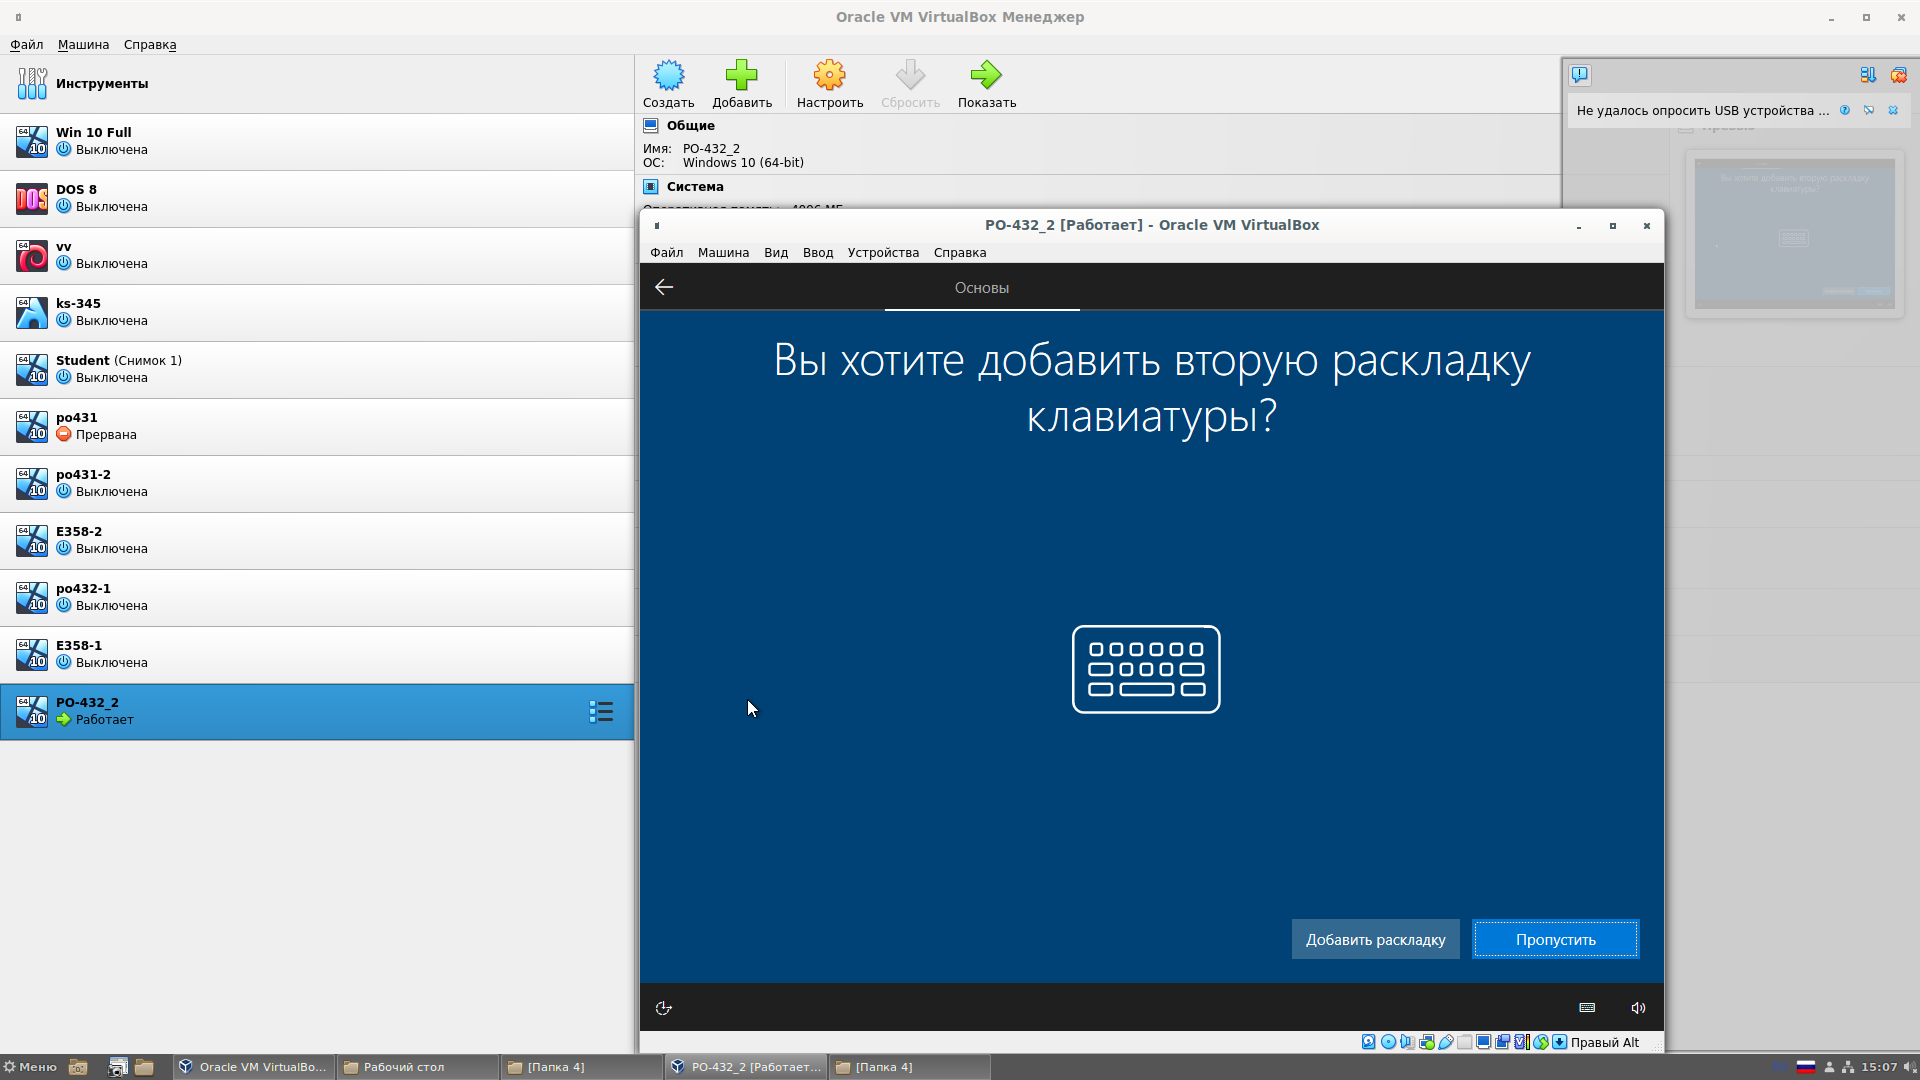 Oracle VM VirtualBox Менеджер
Файл Машина Справка
Инструменты
Создать Добавить Настроить Сбросить Показать
Не удалось опросить USB устройства ...
Win 10 Full
Выключена
DOS 8
Выключена
vv
Выключена
ks-345
Выключена
Student (Снимок 1)
Выключена
po431
Прервана
po431-2
Выключена
E358-2
Выключена
po432-1
Выключена
E358-1
Выключена
PO-432_2
Работает
Общие
Имя: PO-432_2
ОС: Windows 10 (64-bit)
Система
PO-432_2 [Работает] - Oracle VM VirtualBox
Файл Машина Вид Ввод Устройства Справка
Основы
Вы хотите добавить вторую раскладку
клавиатуры?
Добавить раскладку Пропустить
Правый Alt
Меню Oracle VM VirtualBo... Рабочий стол [Папка 4] PO-432_2 [Работает... [Папка 4] 15:07